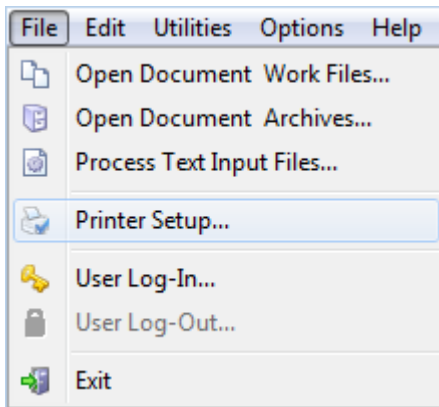 File Edit Utilities Options Help
Open Document Work Files...
Open Document Archives...
Process Text Input Files...
Printer Setup...
User Log-In...
User Log-Out...
Exit